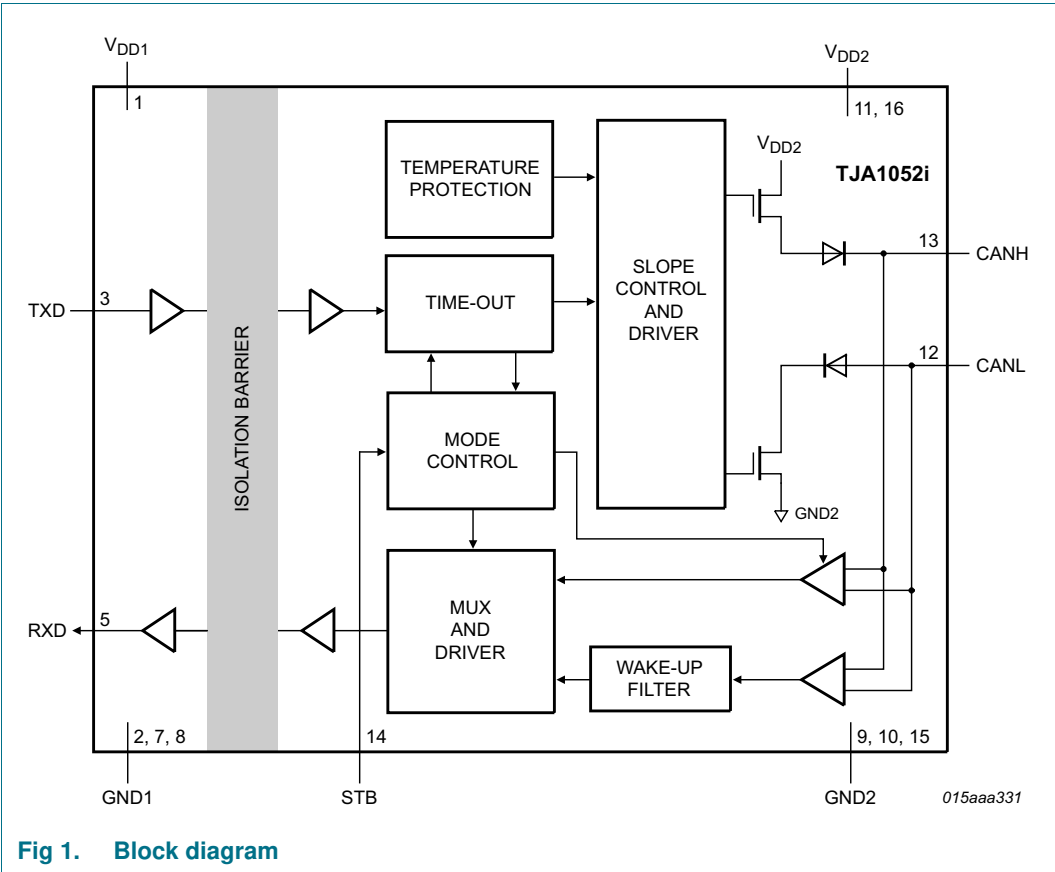 VDD1
1
VDD2
11, 16
TEMPERATURE
PROTECTION
VDD2
TJA1052i
SLOPE
CONTROL
AND
DRIVER
13
CANH
TXD
3
TIME-OUT
12
CANL
ISOLATION BARRIER
MODE
CONTROL
GND2
MUX
AND
DRIVER
RXD
5
WAKE-UP
FILTER
2, 7, 8
14
9, 10, 15
GND1
STB
GND2
015aaa331
Fig 1. Block diagram